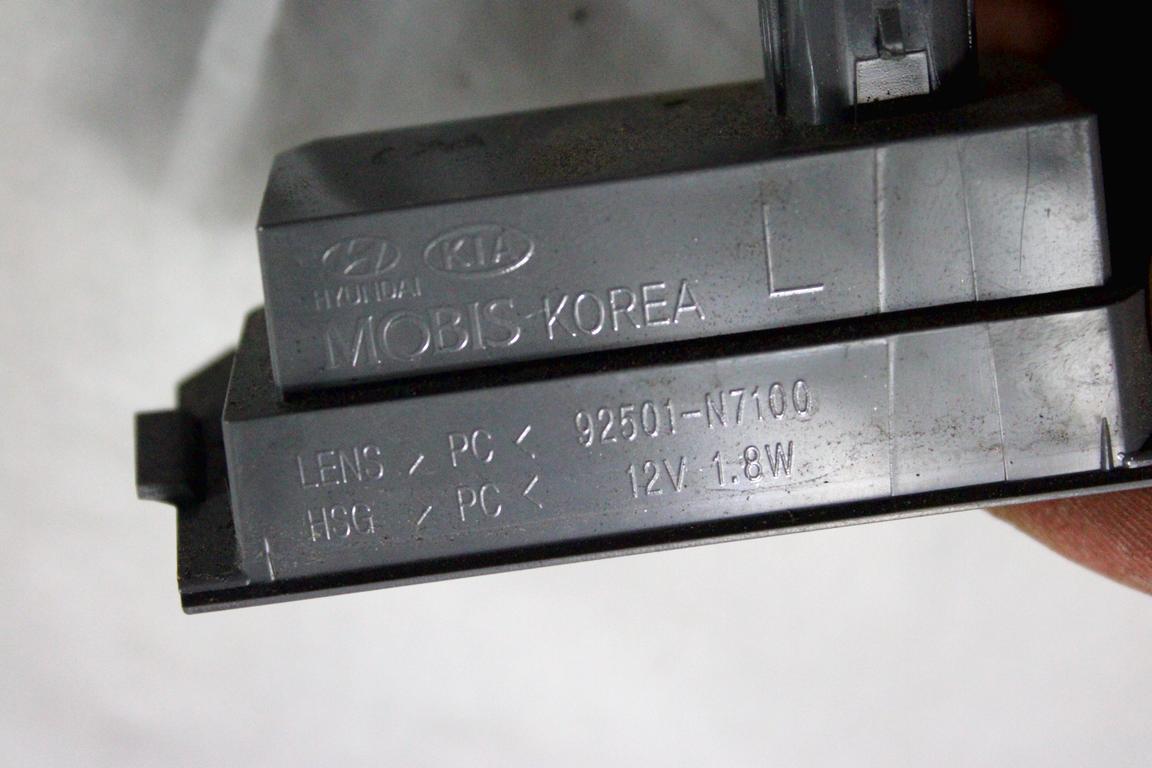 KIA
HYUNDAI
MOBIS-KOREA
L
LENS > PC < 92501-N7100
HSG > PC < 12V 1.8W